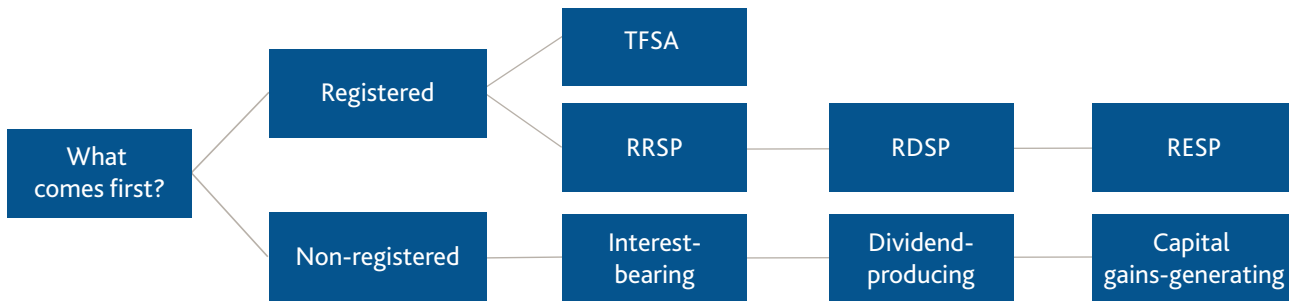 What
comes first?
Registered
TFSA
RRSP
RDSP
RESP
Non-registered
Interest-
bearing
Dividend-
producing
Capital
gains-generating